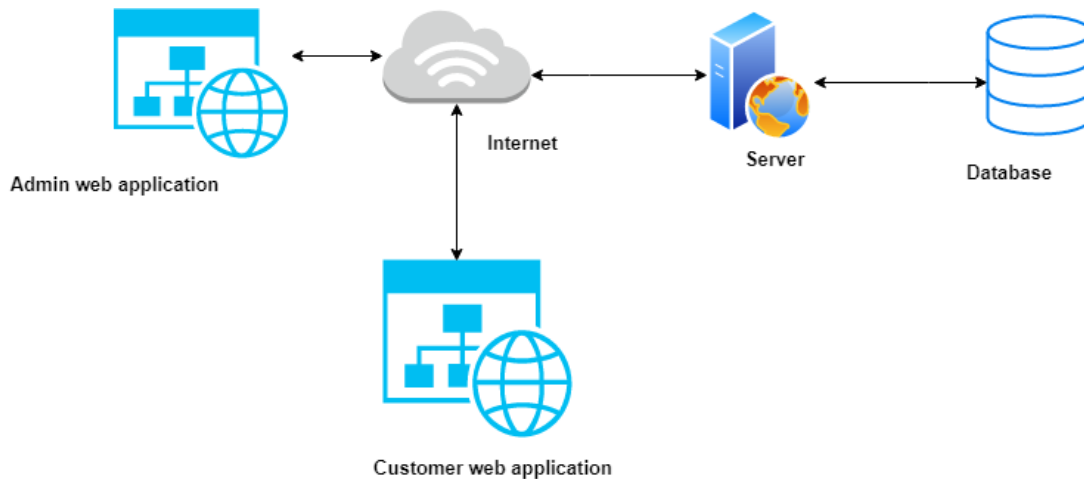 Internet
Server
Database
Admin web application
Customer web application